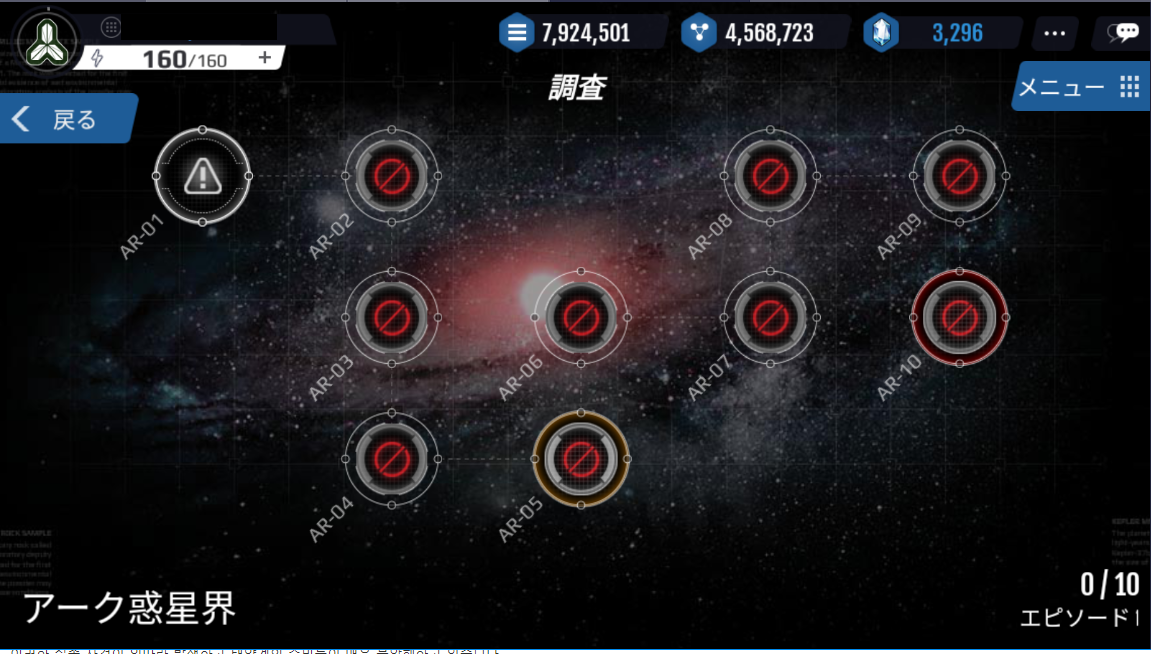 7,924,501
4,568,723
3,296
160/160
+
調査
メニュー
戻る
AR-01
AR-02
AR-08
AR-09
AR-03
AR-06
AR-07
AR-10
AR-04
AR-05
ROCK SAMPLE
0/10
アーク惑星界
エピソード1